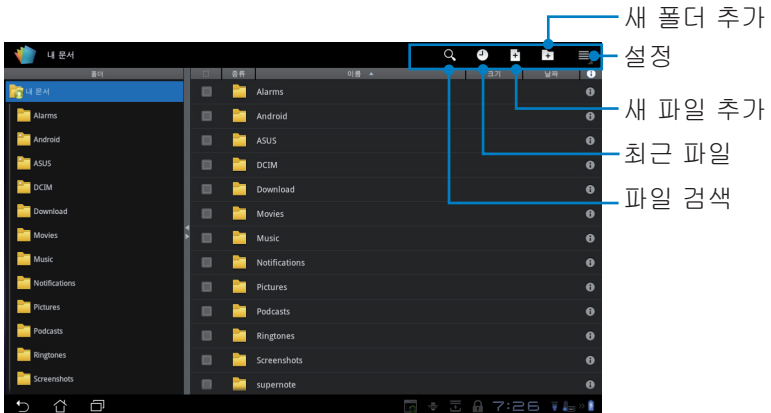 새 폴더 추가
내 문서
설정
폴더
종류 이름 크기 날짜
내 문서
Alarms
Android
ASUS
DCIM
Download
Movies
Music
Notifications
Pictures
Podcasts
Ringtones
Screenshots
Alarms
Android
ASUS
DCIM
Download
Movies
Music
Notifications
Pictures
Podcasts
Ringtones
Screenshots
supernote
새 파일 추가
최근 파일
파일 검색
7:26